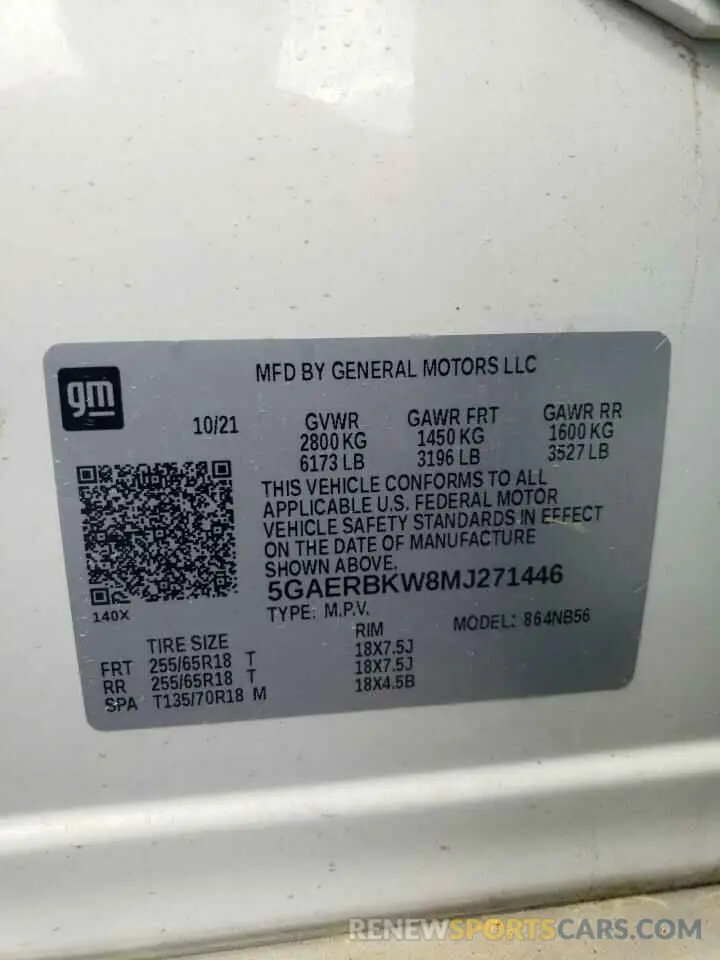 gm
MFD BY GENERAL MOTORS LLC
10/21
GVWR GAWR FRT GAWR RR
2800 KG 1450 KG 1600 KG
6173 LB 3196 LB 3527 LB
THIS VEHICLE CONFORMS TO ALL
APPLICABLE U.S. FEDERAL MOTOR
VEHICLE SAFETY STANDARDS IN EFFECT
ON THE DATE OF MANUFACTURE
SHOWN ABOVE.
5GAERBKW8MJ271446
140X
TYPE: M.P.V. MODEL: 864NB56
TIRE SIZE RIM
FRT 255/65R18 T 18X7.5J
RR 255/65R18 T 18X7.5J
SPA T135/70R18 M 18X4.5B
RENEWSPORTSCARS.COM